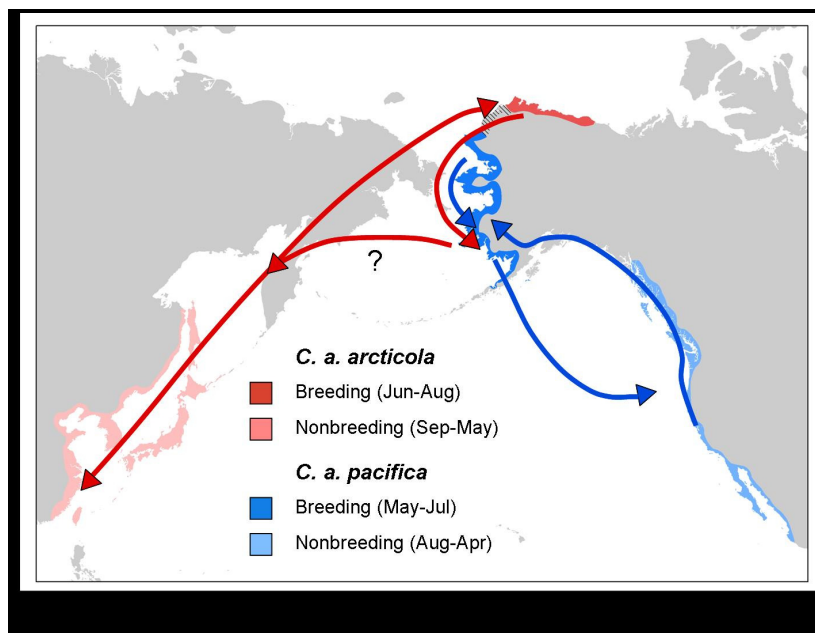 ?
C. a. arcticola
Breeding (Jun-Aug)
Nonbreeding (Sep-May)
C. a. pacifica
Breeding (May-Jul)
Nonbreeding (Aug-Apr)